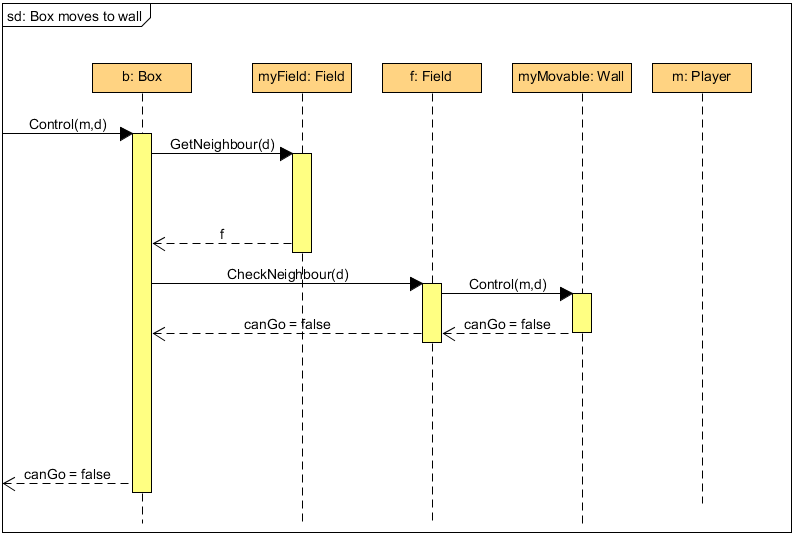 sd: Box moves to wall
b: Box
myField: Field
f: Field
myMovable: Wall
m: Player
Control(m,d)
GetNeighbour(d)
f
CheckNeighbour(d)
Control(m,d)
canGo = false
canGo = false
canGo = false